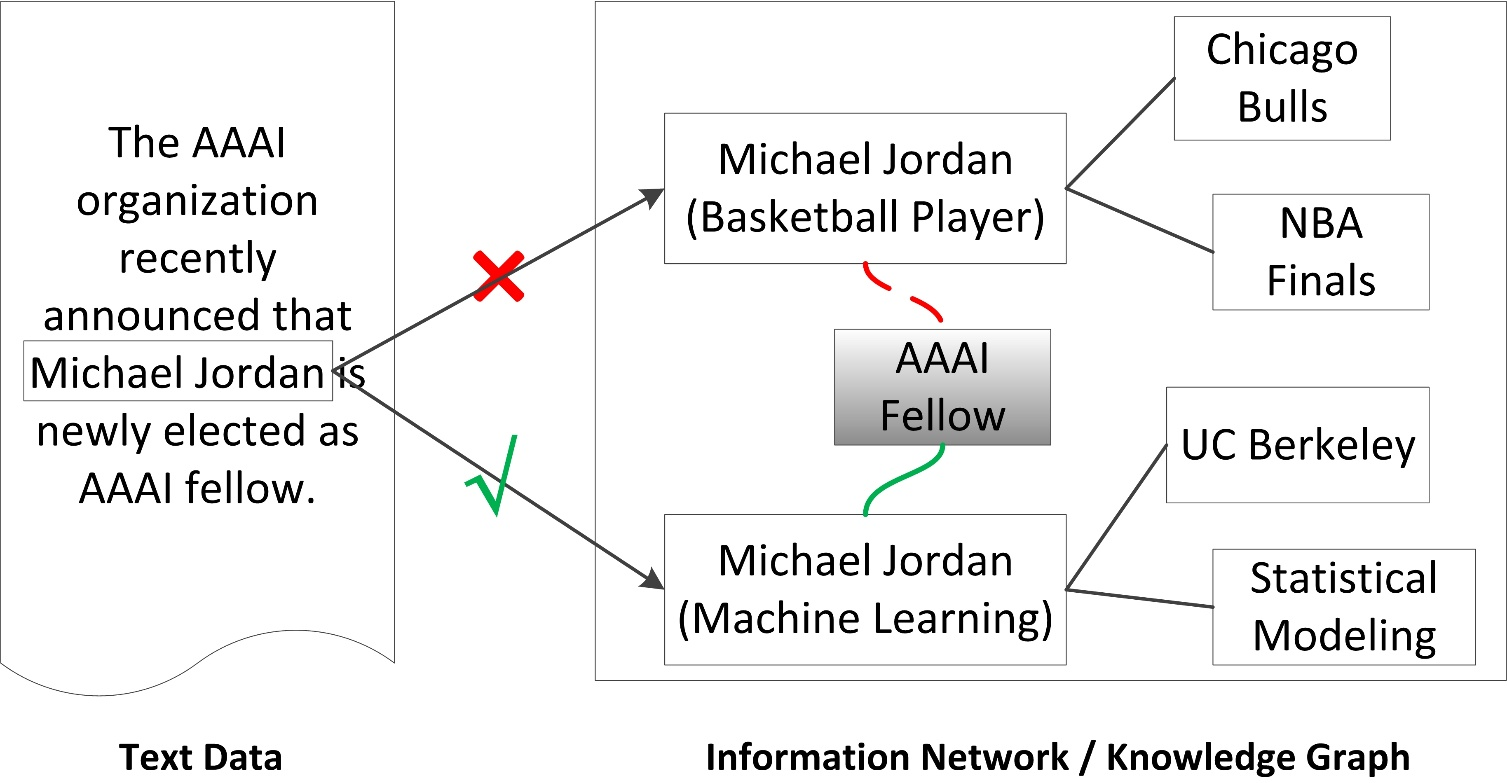 The AAAI
organization
recently
announced that
Michael Jordan is
newly elected as
AAAI fellow.
Michael Jordan
(Basketball Player)
Chicago
Bulls
NBA
Finals
AAAI
Fellow
Michael Jordan
(Machine Learning)
UC Berkeley
Statistical
Modeling
Text Data
Information Network / Knowledge Graph